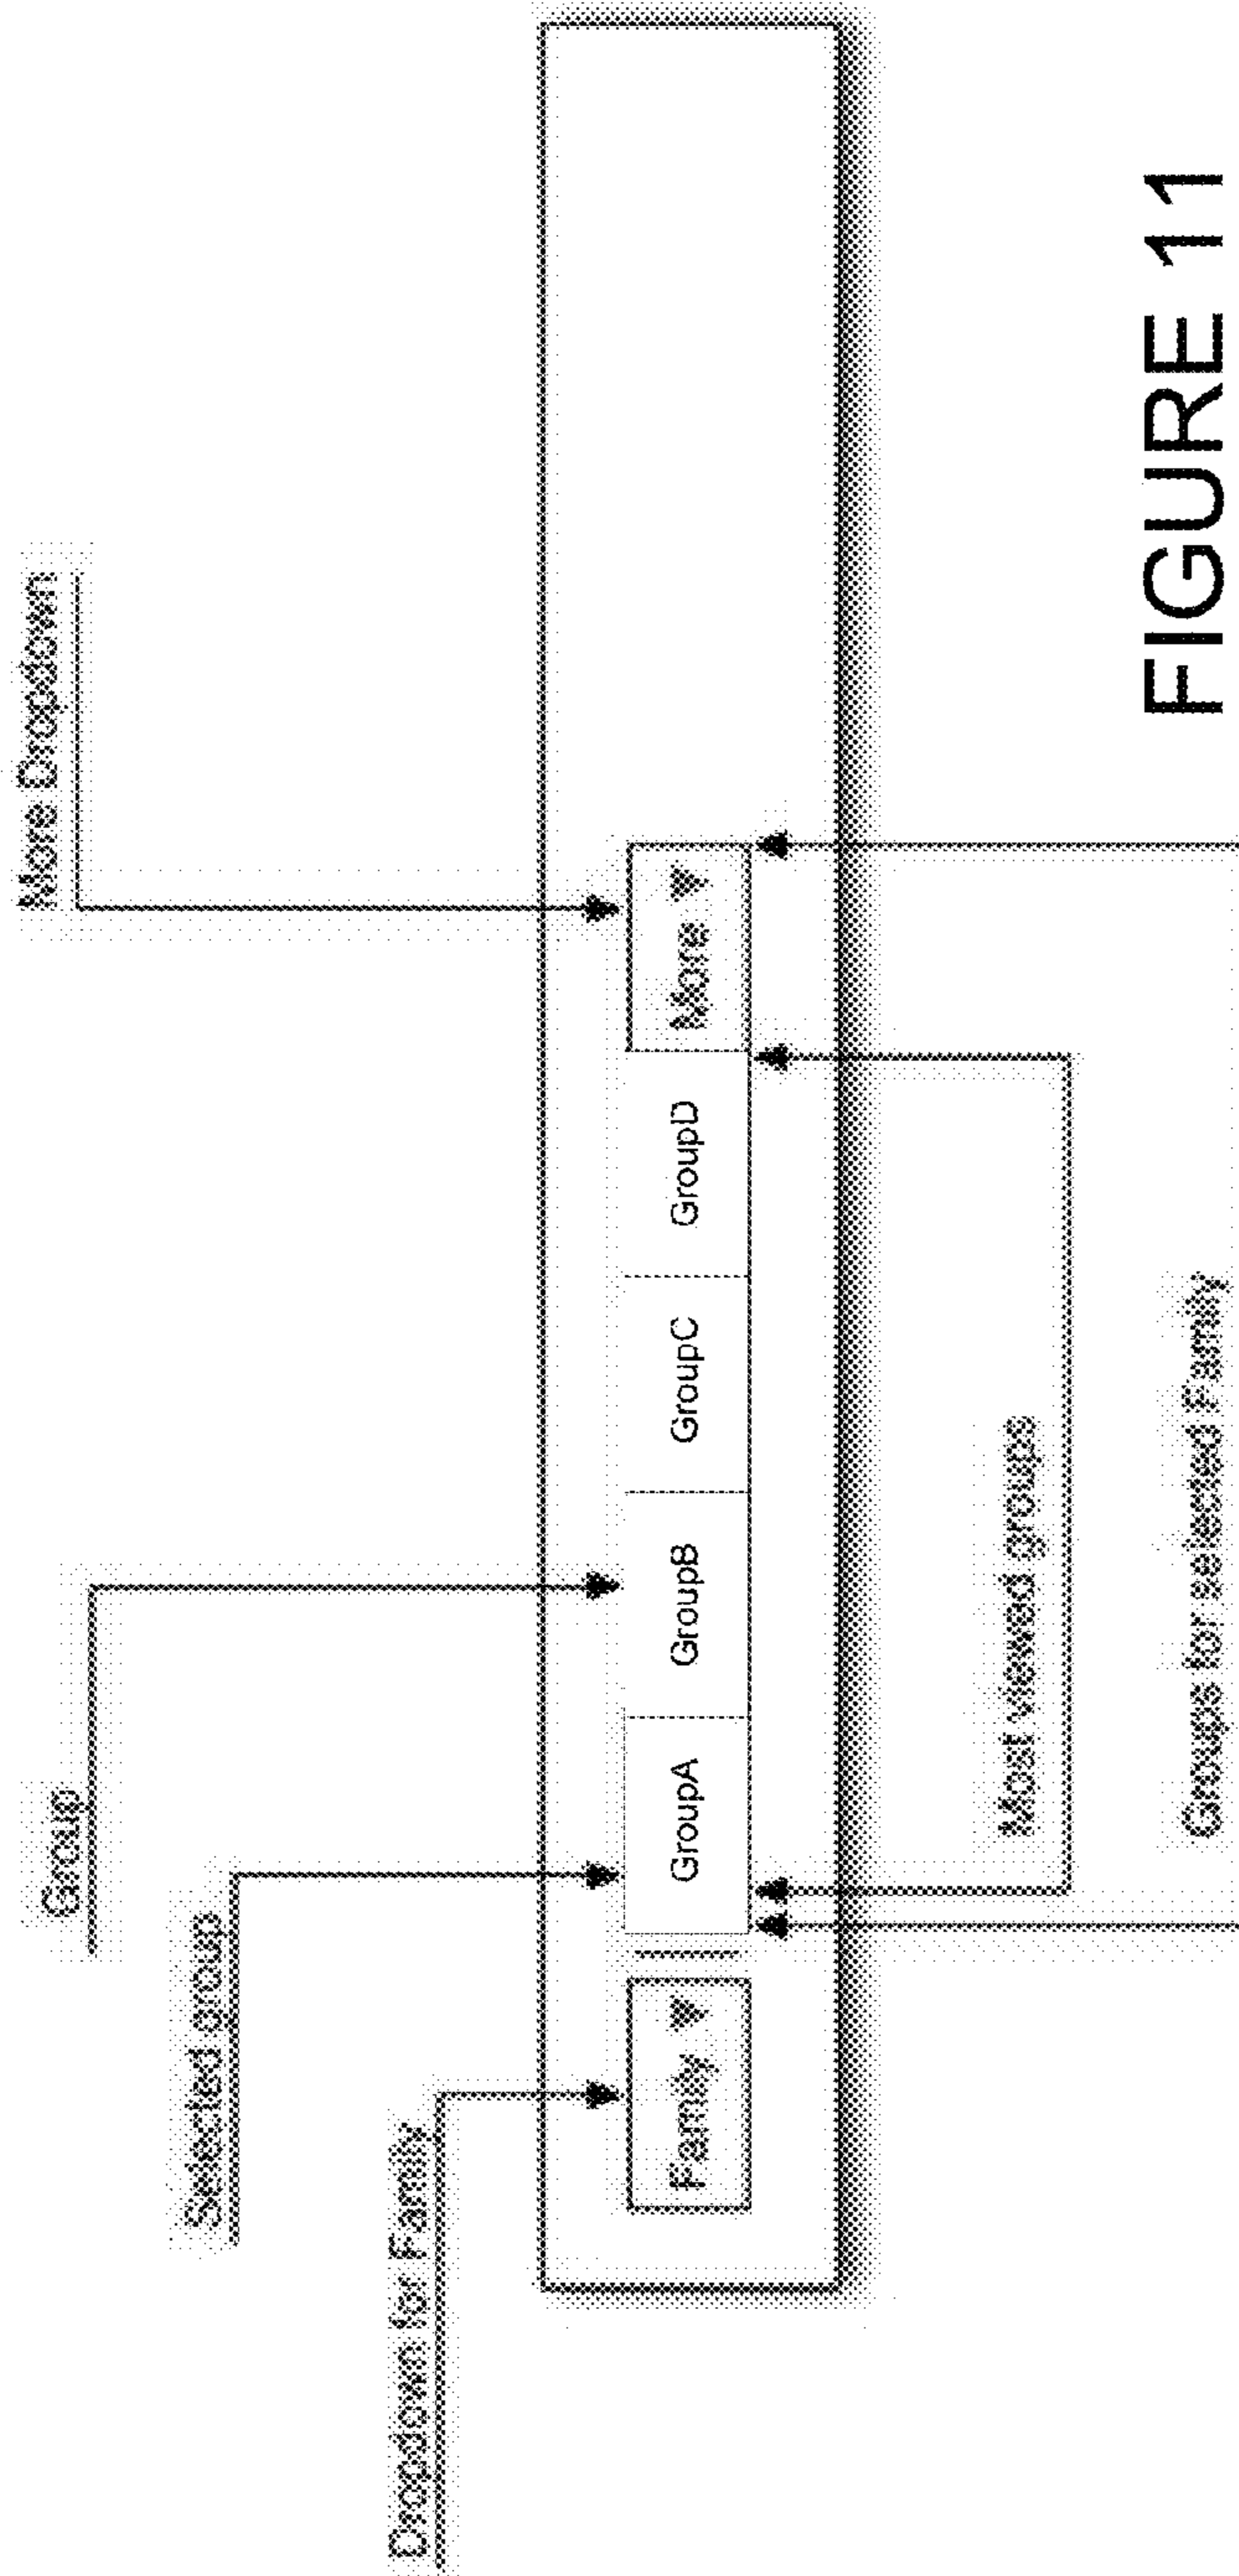 More Dropdown
Group
Selected group
Dropdown for Family
Family ▼ GroupA GroupB GroupC GroupD More ▼
Most viewed groups
Groups for selected Family
FIGURE 11